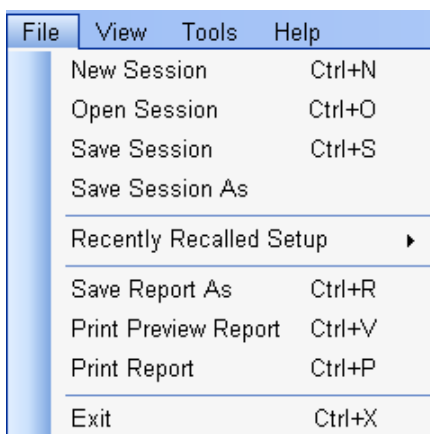 File View Tools Help
New Session Ctrl+N
Open Session Ctrl+O
Save Session Ctrl+S
Save Session As
Recently Recalled Setup
Save Report As Ctrl+R
Print Preview Report Ctrl+V
Print Report Ctrl+P
Exit Ctrl+X